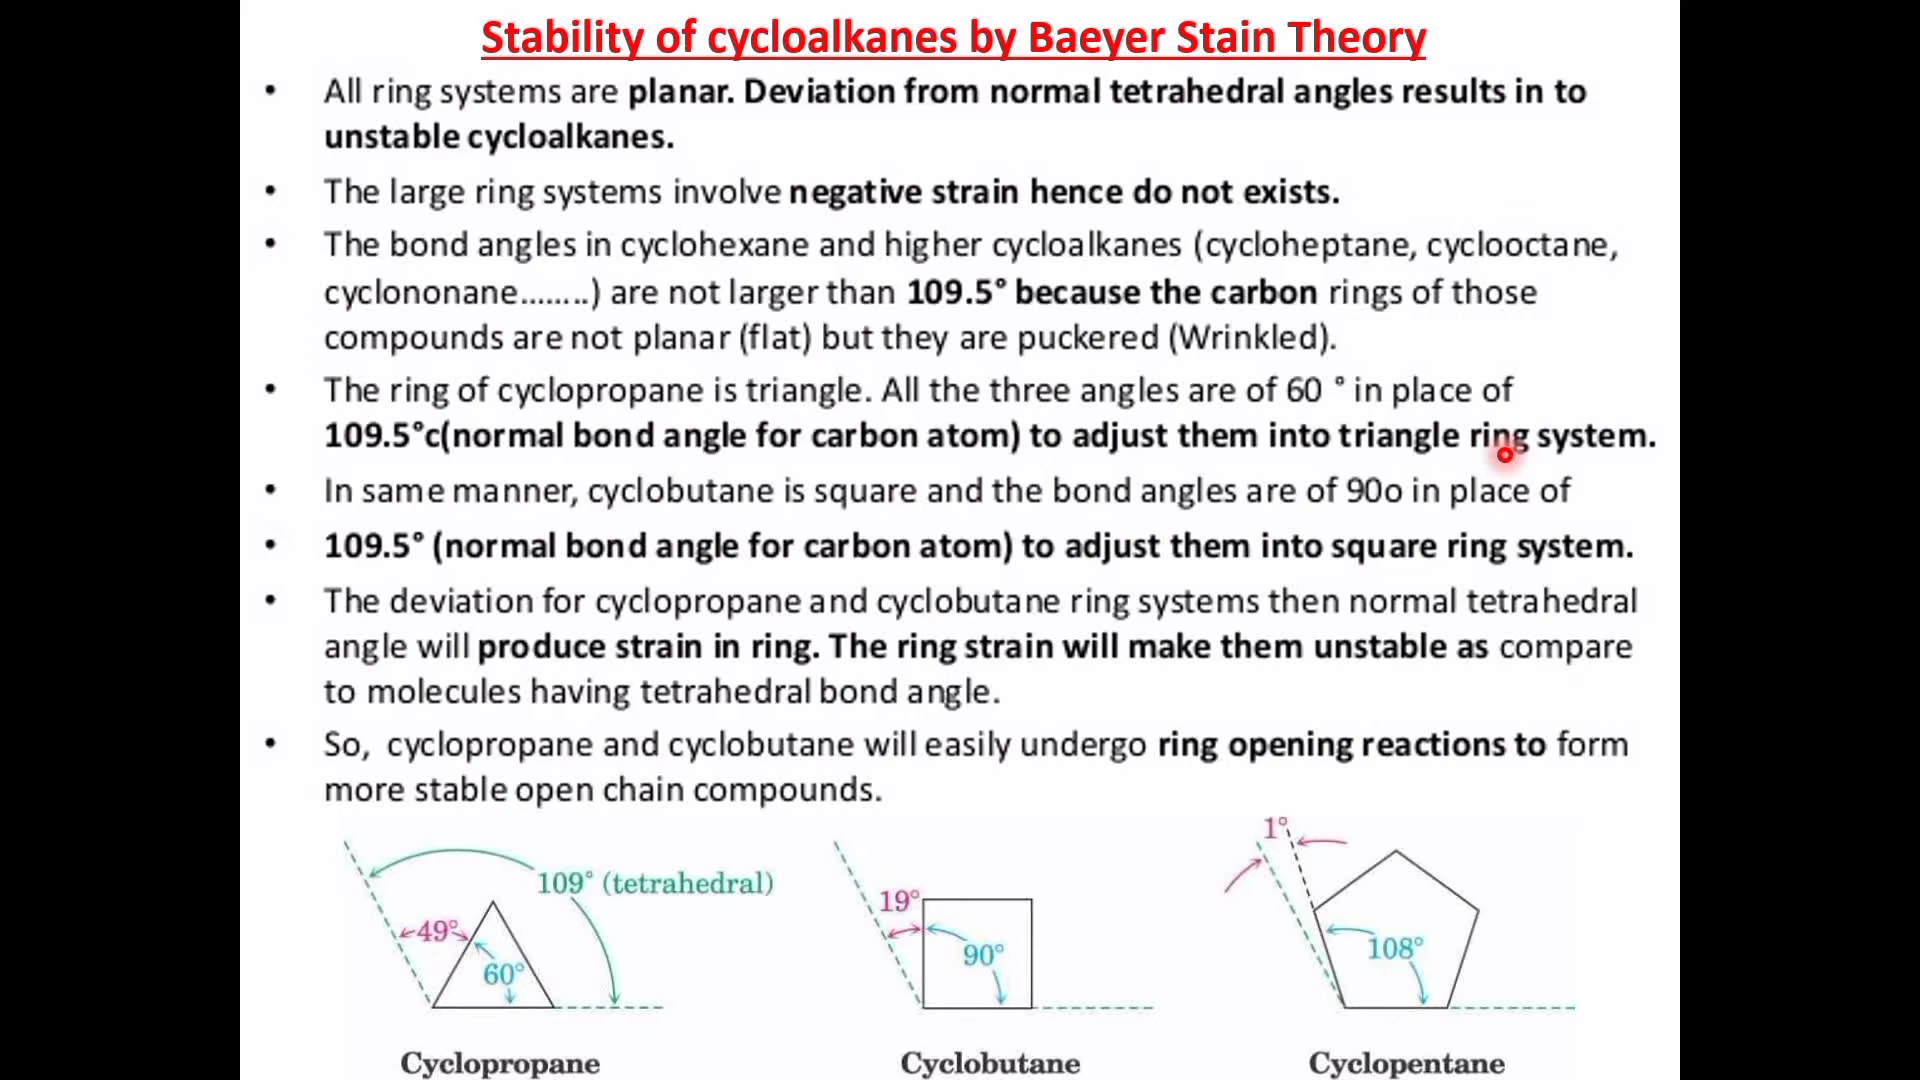 Stability of cycloalkanes by Baeyer Stain Theory
• All ring systems are planar. Deviation from normal tetrahedral angles results in to
unstable cycloalkanes.
• The large ring systems involve negative strain hence do not exists.
• The bond angles in cyclohexane and higher cycloalkanes (cycloheptane, cyclooctane,
cyclononane........) are not larger than 109.5° because the carbon rings of those
compounds are not planar (flat) but they are puckered (Wrinkled).
• The ring of cyclopropane is triangle. All the three angles are of 60 ° in place of
109.5°c(normal bond angle for carbon atom) to adjust them into triangle ring system.
• In same manner, cyclobutane is square and the bond angles are of 90o in place of
• 109.5° (normal bond angle for carbon atom) to adjust them into square ring system.
• The deviation for cyclopropane and cyclobutane ring systems then normal tetrahedral
angle will produce strain in ring. The ring strain will make them unstable as compare
to molecules having tetrahedral bond angle.
• So, cyclopropane and cyclobutane will easily undergo ring opening reactions to form
more stable open chain compounds.
109° (tetrahedral)
49°
60°
19°
90°
1°
108°
Cyclopropane
Cyclobutane
Cyclopentane